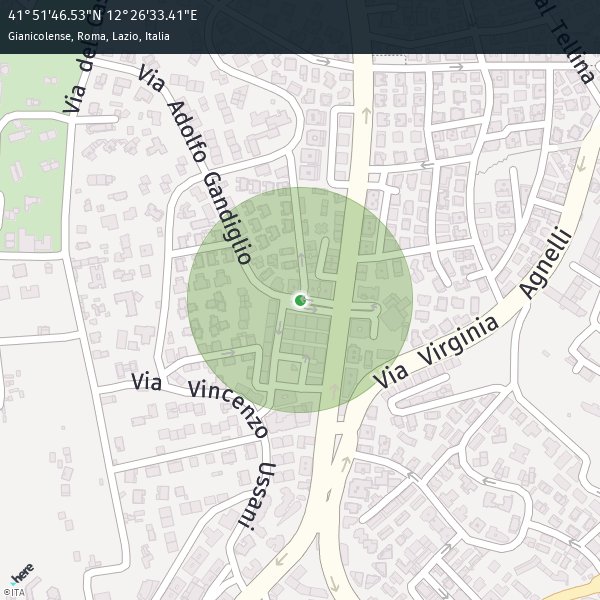 41°51'46.53"N 12°26'33.41"E
Gianicolense, Roma, Lazio, Italia
Via del Cas
Via Adolfo Gandiglio
al Tellina
Via Virginia Agnelli
Via Vincenzo Ussani
here
©ITA